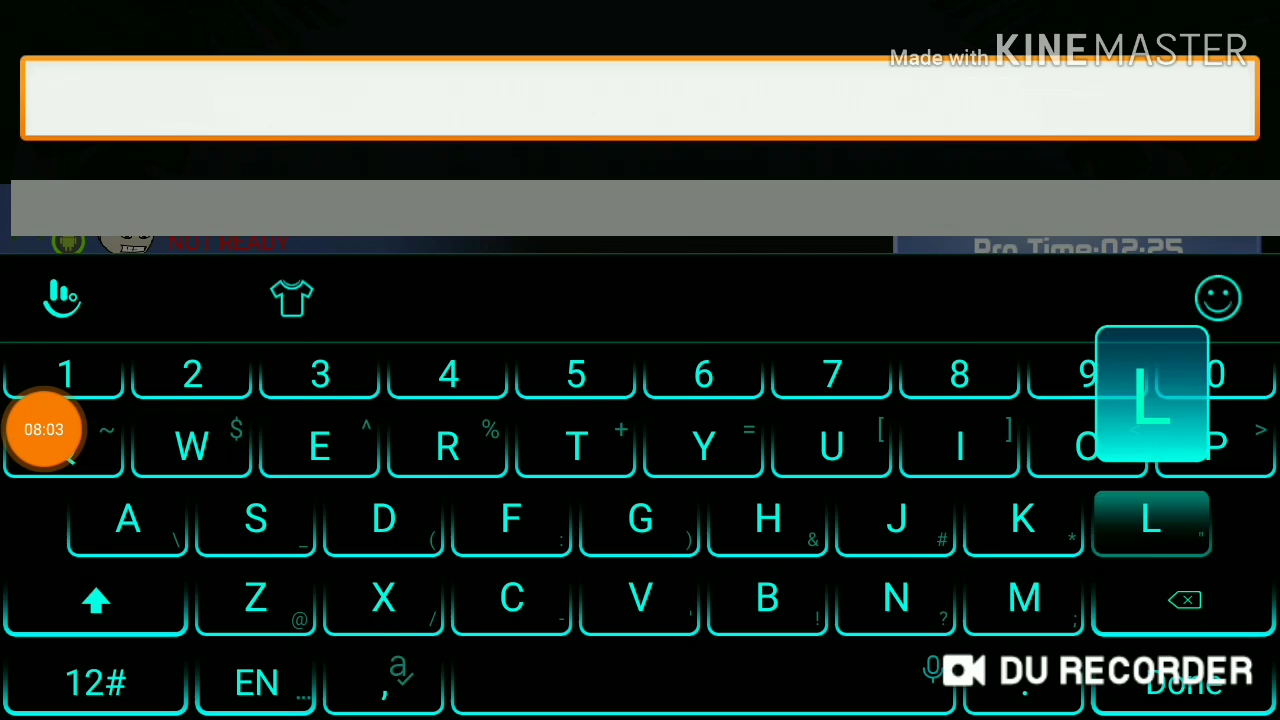 Made with KINEMASTER
NOT READY
Pro Time:02:25
1 2 3 4 5 6 7 8 9 0
L
08:03
~ W $ E ^ R % T + Y = U [ I ] O P >
A \ S _ D ( F : G ) H & J # K * L "
Z @ X / C - V ' B ! N ? M ;
12# EN ... , a . Done
DU RECORDER